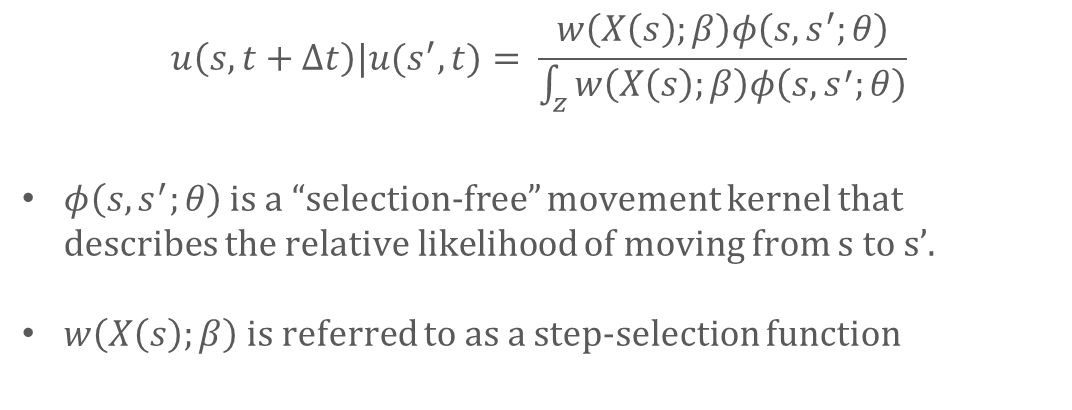 u(s, t + Δt)|u(s′, t) = w(X(s); β)ϕ(s, s′; θ) / ∫_z w(X(s); β)ϕ(s, s′; θ)
• ϕ(s, s′; θ) is a “selection-free” movement kernel that
describes the relative likelihood of moving from s to s’.
• w(X(s); β) is referred to as a step-selection function